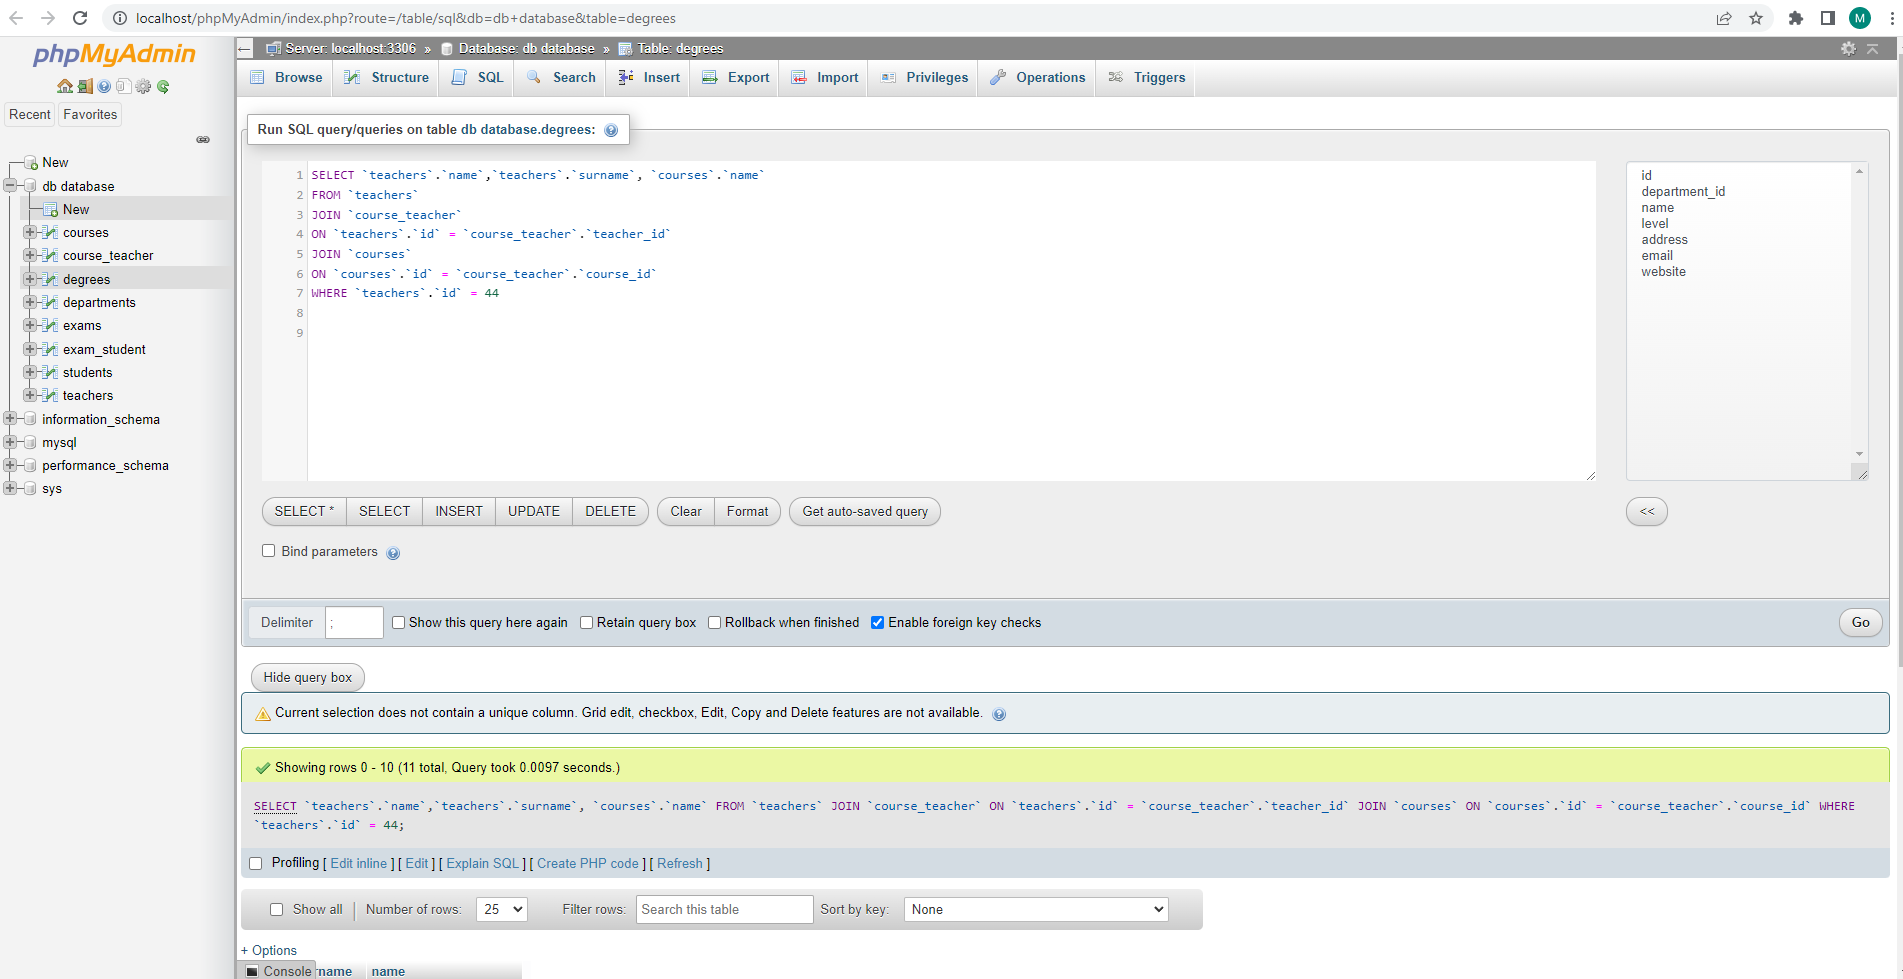 localhost/phpMyAdmin/index.php?route=/table/sql&db=db+database&table=degrees
M
phpMyAdmin
Recent Favorites
New
db database
New
courses
course_teacher
degrees
departments
exams
exam_student
students
teachers
information_schema
mysql
performance_schema
sys
Server: localhost:3306 » Database: db database » Table: degrees
Browse Structure SQL Search Insert Export Import Privileges Operations Triggers
Run SQL query/queries on table db database.degrees:
1 SELECT `teachers`.`name`,`teachers`.`surname`, `courses`.`name`
2 FROM `teachers`
3 JOIN `course_teacher`
4 ON `teachers`.`id` = `course_teacher`.`teacher_id`
5 JOIN `courses`
6 ON `courses`.`id` = `course_teacher`.`course_id`
7 WHERE `teachers`.`id` = 44
8
9
id
department_id
name
level
address
email
website
SELECT * SELECT INSERT UPDATE DELETE Clear Format Get auto-saved query <<
Bind parameters
Delimiter ; Show this query here again Retain query box Rollback when finished Enable foreign key checks Go
Hide query box
Current selection does not contain a unique column. Grid edit, checkbox, Edit, Copy and Delete features are not available.
Showing rows 0 - 10 (11 total, Query took 0.0097 seconds.)
SELECT `teachers`.`name`,`teachers`.`surname`, `courses`.`name` FROM `teachers` JOIN `course_teacher` ON `teachers`.`id` = `course_teacher`.`teacher_id` JOIN `courses` ON `courses`.`id` = `course_teacher`.`course_id` WHERE
`teachers`.`id` = 44;
Profiling [ Edit inline ] [ Edit ] [ Explain SQL ] [ Create PHP code ] [ Refresh ]
Show all Number of rows: 25 Filter rows: Search this table Sort by key: None
+ Options
Console rname name